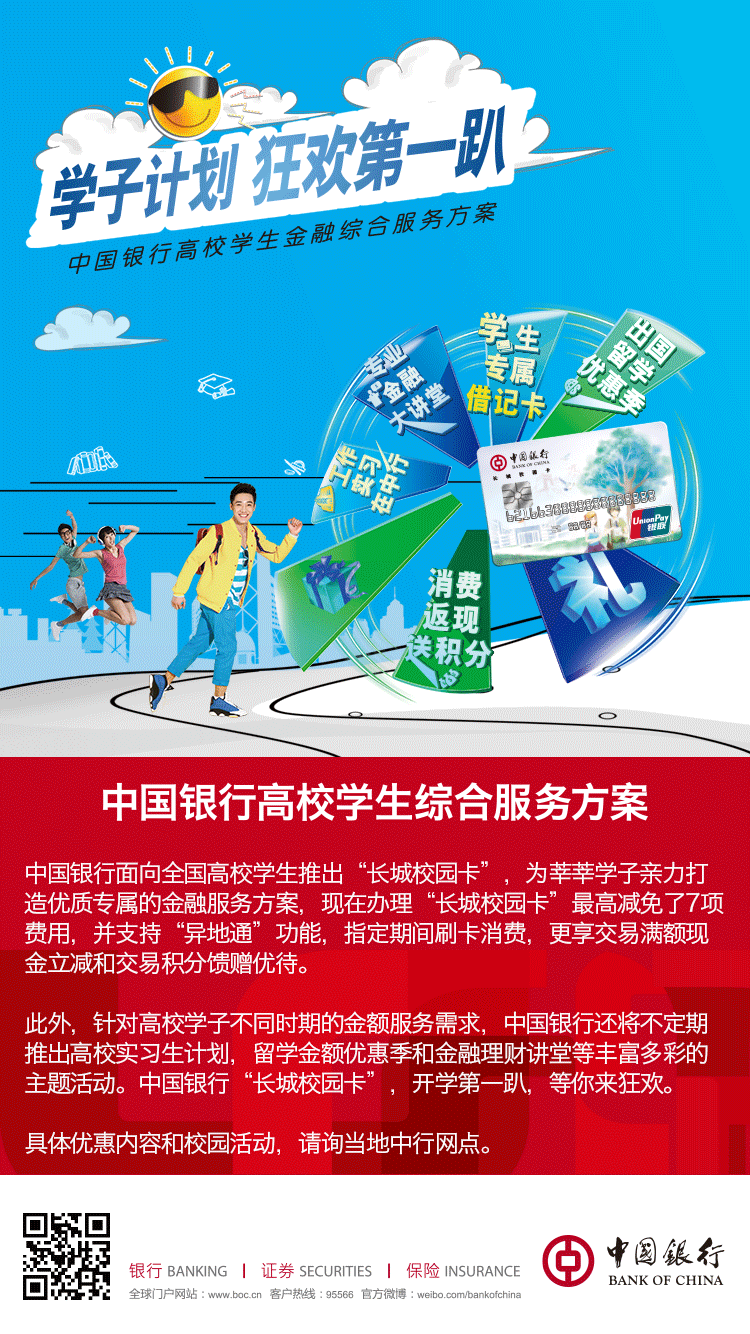 学子计划 狂欢第一趴
中国银行高校学生金融综合服务方案
专业
金融
大讲堂
学生
专属
借记卡
出国
留学
优惠季
工作习
实实
在中行
中国銀行
BANK OF CHINA
长城校园卡
UnionPay
银联
消费
返现
送积分
礼
中国银行高校学生综合服务方案
中国银行面向全国高校学生推出“长城校园卡”，为莘莘学子亲力打
造优质专属的金融服务方案，现在办理“长城校园卡”最高减免了7项
费用，并支持“异地通”功能，指定期间刷卡消费，更享交易满额现
金立减和交易积分馈赠优待。
此外，针对高校学子不同时期的金额服务需求，中国银行还将不定期
推出高校实习生计划，留学金额优惠季和金融理财讲堂等丰富多彩的
主题活动。中国银行“长城校园卡”，开学第一趴，等你来狂欢。
具体优惠内容和校园活动，请询当地中行网点。
银行 BANKING | 证券 SECURITIES | 保险 INSURANCE
全球门户网站：www.boc.cn 客户热线：95566 官方微博：weibo.com/bankofchina
中国銀行
BANK OF CHINA